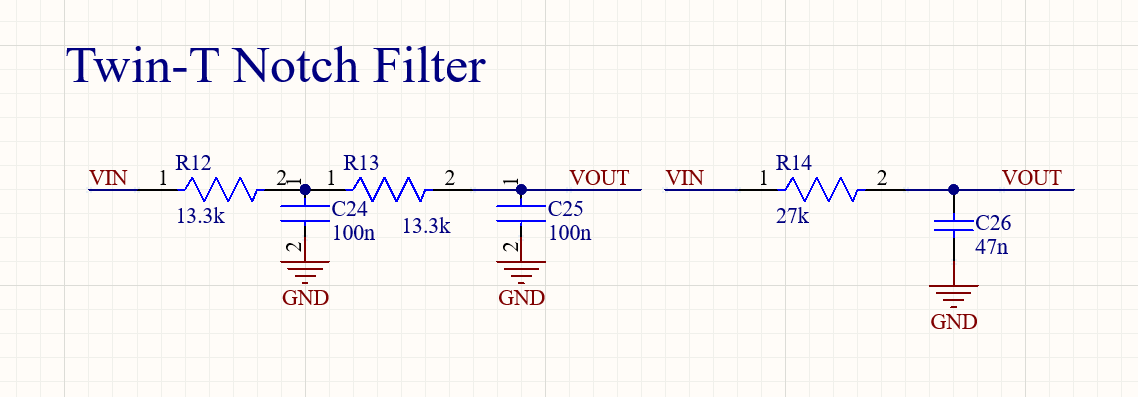 Twin-T Notch Filter
VIN 1 R12 2 1 1 R13 2 1 VOUT
13.3k C24 100n 13.3k C25 100n
2 2
GND GND
VIN 1 R14 2 VOUT
27k C26 47n
GND